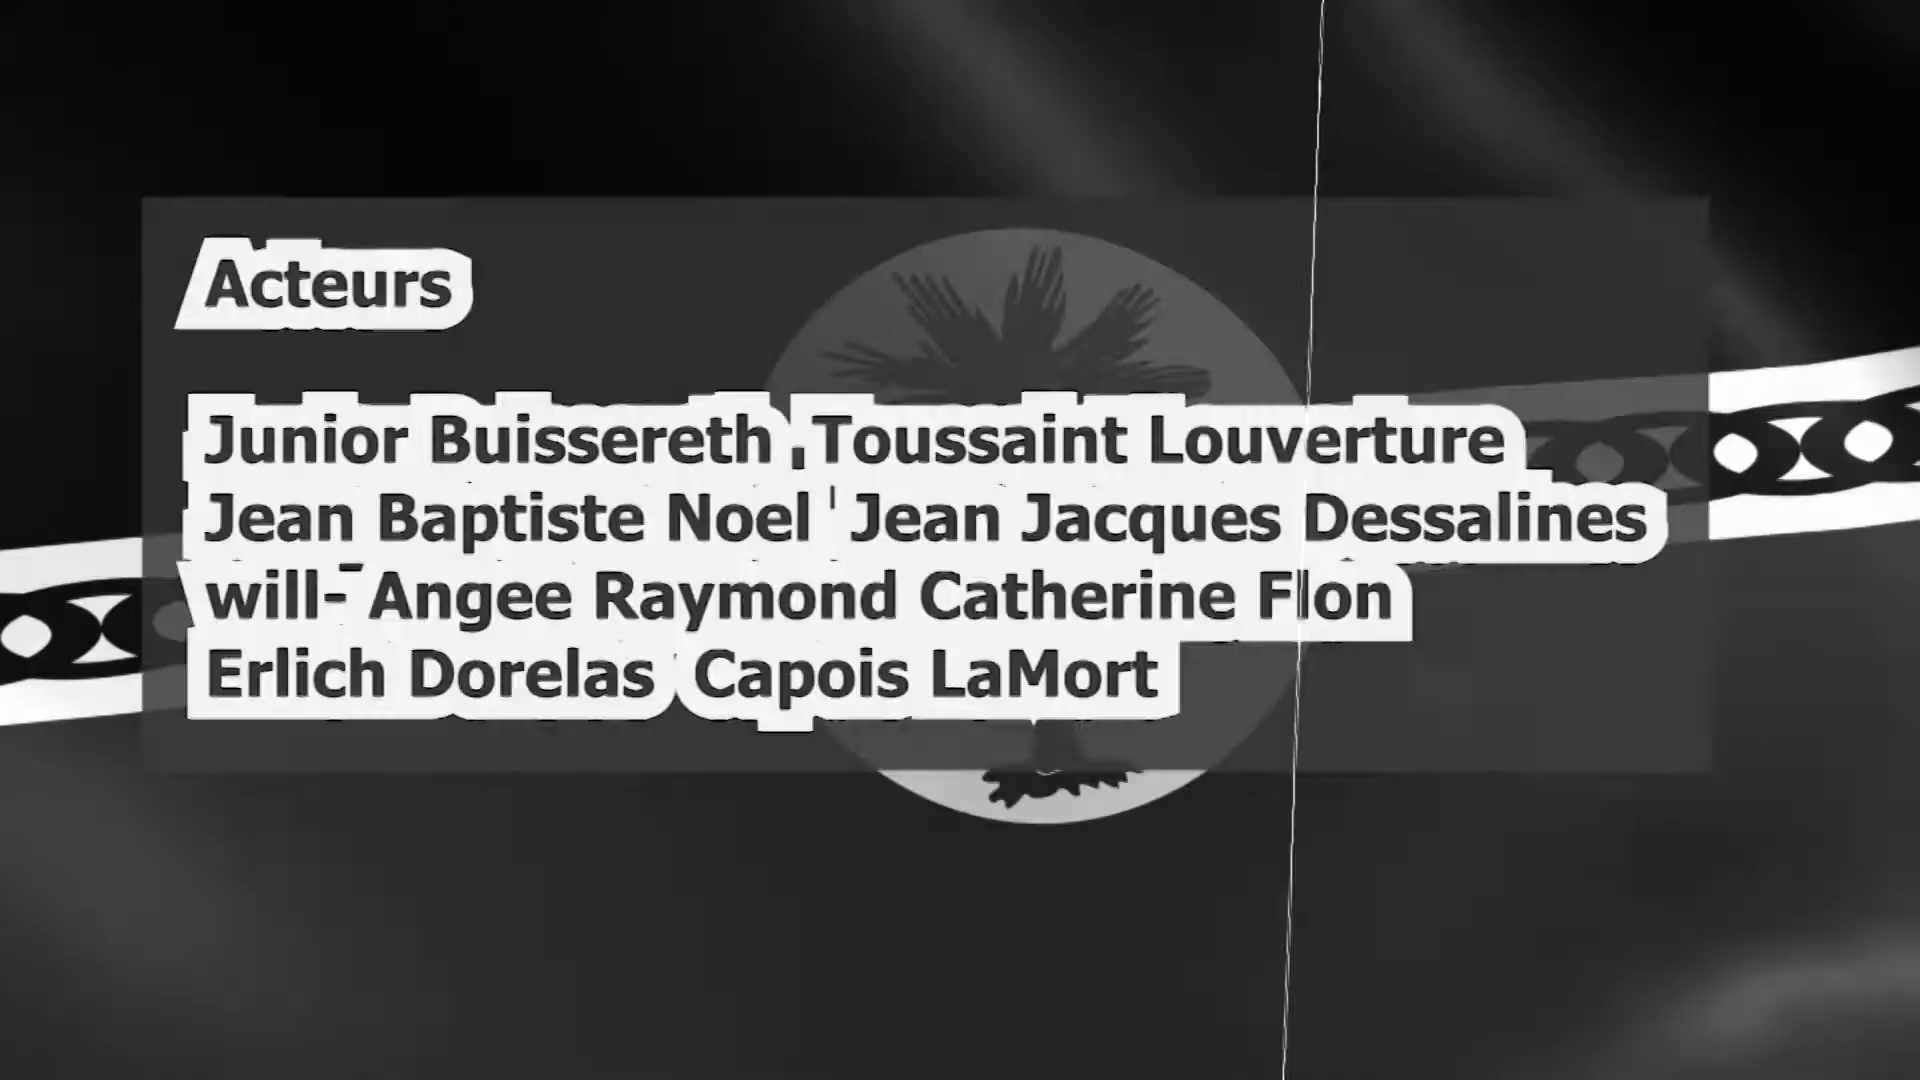 Acteurs
Junior Buissereth , Toussaint Louverture
Jean Baptiste Noel ' Jean Jacques Dessalines
will- Angee Raymond Catherine Flon
Erlich Dorelas Capois LaMort